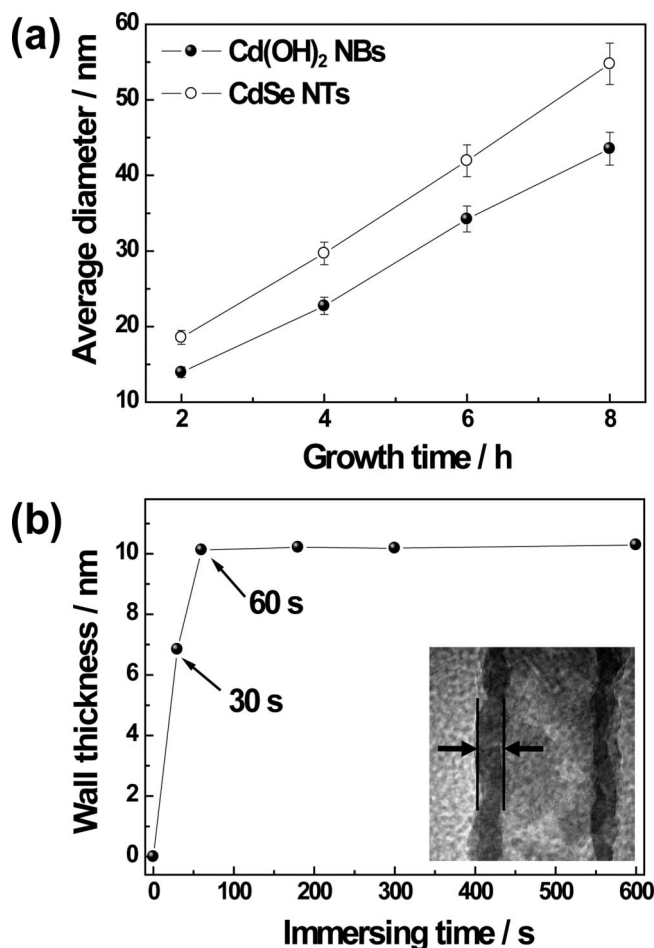 (a)
60
50
40
30
20
10
Average diameter / nm
Cd(OH)₂ NBs
CdSe NTs
2 4 6 8
Growth time / h
(b)
10
8
6
4
2
0
Wall thickness / nm
60 s
30 s
0 100 200 300 400 500 600
Immersing time / s